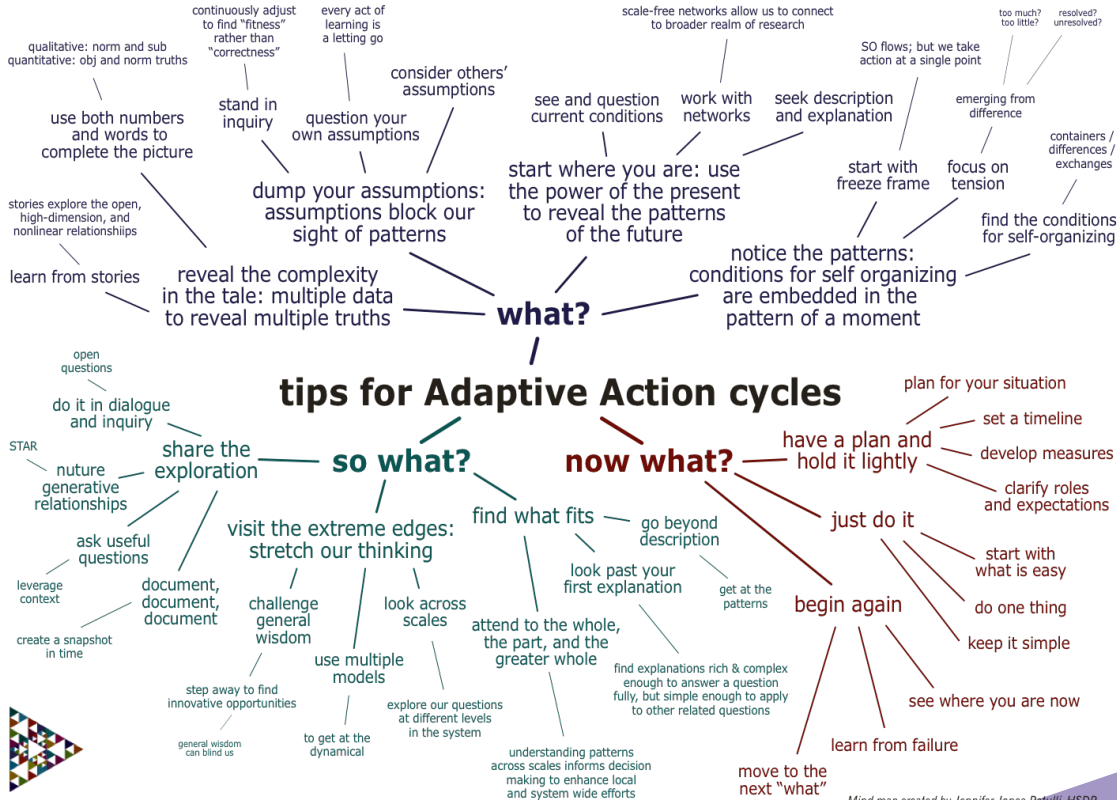 continuously adjust
to find “fitness”
rather than
“correctness”
every act of
learning is
a letting go
scale-free networks allow us to connect
to broader realm of research
too much?
too little?
resolved?
unresolved?
qualitative: norm and sub
quantitative: obj and norm truths
SO flows; but we take
action at a single point
consider others’
assumptions
stand in
inquiry
question your
own assumptions
see and question
current conditions
work with
networks
seek description
and explanation
emerging from
difference
use both numbers
and words to
complete the picture
containers /
differences /
exchanges
dump your assumptions:
assumptions block our
sight of patterns
start where you are: use
the power of the present
to reveal the patterns
of the future
start with
freeze frame
focus on
tension
stories explore the open,
high-dimension, and
nonlinear relationshiips
find the conditions
for self-organizing
learn from stories
reveal the complexity
in the tale: multiple data
to reveal multiple truths
notice the patterns:
conditions for self organizing
are embedded in the
pattern of a moment
what?
tips for Adaptive Action cycles
open
questions
do it in dialogue
and inquiry
STAR
nuture
generative
relationships
share the
exploration
so what?
now what?
have a plan and
hold it lightly
plan for your situation
set a timeline
develop measures
clarify roles
and expectations
ask useful
questions
leverage
context
document,
document,
document
create a snapshot
in time
visit the extreme edges:
stretch our thinking
find what fits
go beyond
description
get at the
patterns
look past your
first explanation
just do it
start with
what is easy
do one thing
keep it simple
begin again
challenge
general
wisdom
look across
scales
attend to the whole,
the part, and the
greater whole
use multiple
models
step away to find
innovative opportunities
general wisdom
can blind us
to get at the
dynamical
explore our questions
at different levels
in the system
find explanations rich & complex
enough to answer a question
fully, but simple enough to apply
to other related questions
understanding patterns
across scales informs decision
making to enhance local
and system wide efforts
see where you are now
learn from failure
move to the
next “what”
Mind map created by Jennifer Jones-Patulli, HSDP